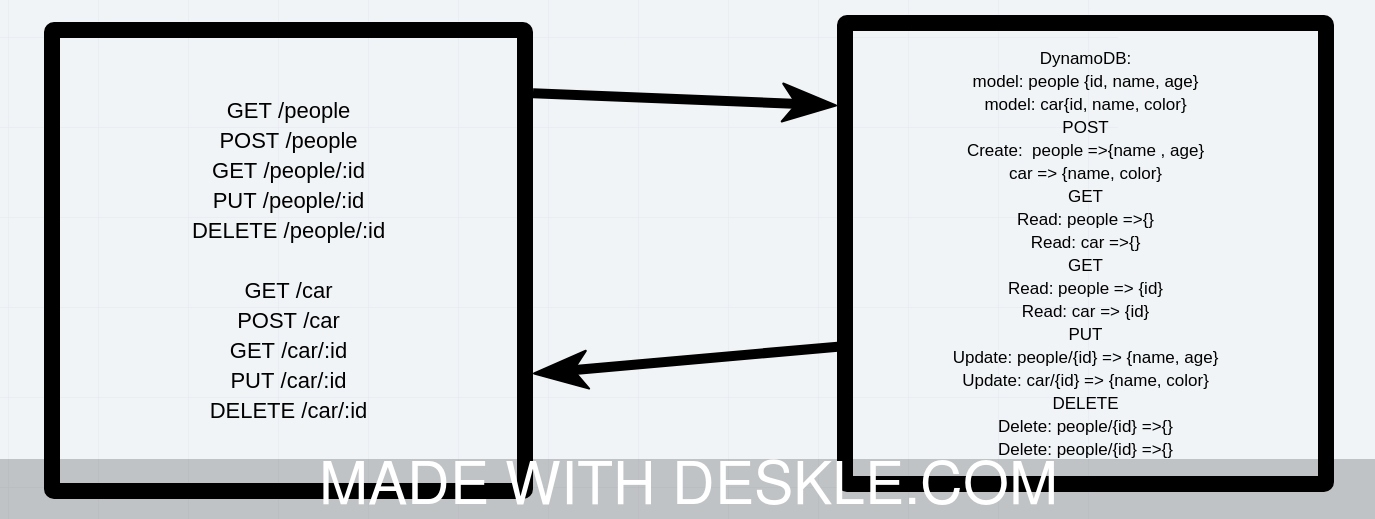 GET /people
POST /people
GET /people/:id
PUT /people/:id
DELETE /people/:id
GET /car
POST /car
GET /car/:id
PUT /car/:id
DELETE /car/:id
DynamoDB:
model: people {id, name, age}
model: car{id, name, color}
POST
Create:  people =>{name , age}
car => {name, color}
GET
Read: people =>{}
Read: car =>{}
GET
Read: people => {id}
Read: car => {id}
PUT
Update: people/{id} => {name, age}
Update: car/{id} => {name, color}
DELETE
Delete: people/{id} =>{}
Delete: people/{id} =>{}
MADE WITH DESKLE.COM